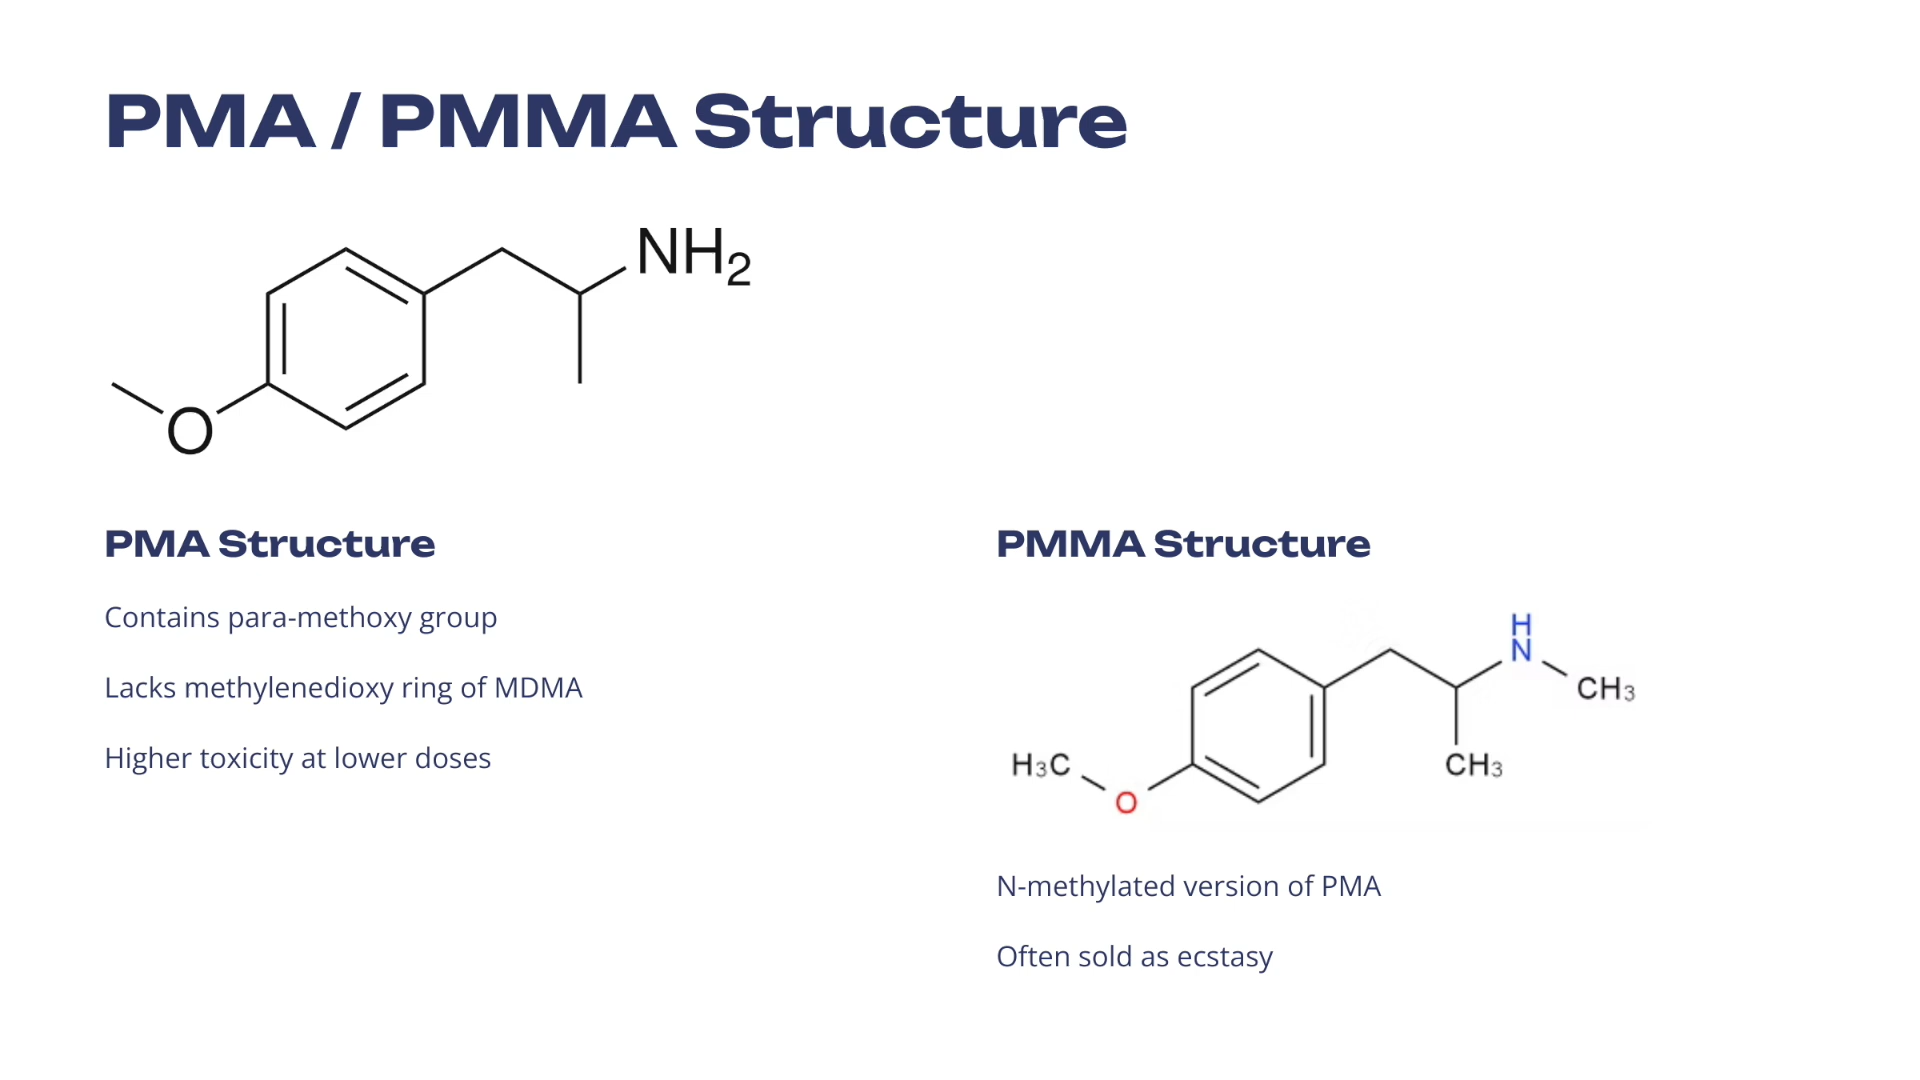 PMA / PMMA Structure
NH2
O
PMA Structure
Contains para-methoxy group
Lacks methylenedioxy ring of MDMA
Higher toxicity at lower doses
PMMA Structure
H
N
CH3
H3C
CH3
O
N-methylated version of PMA
Often sold as ecstasy